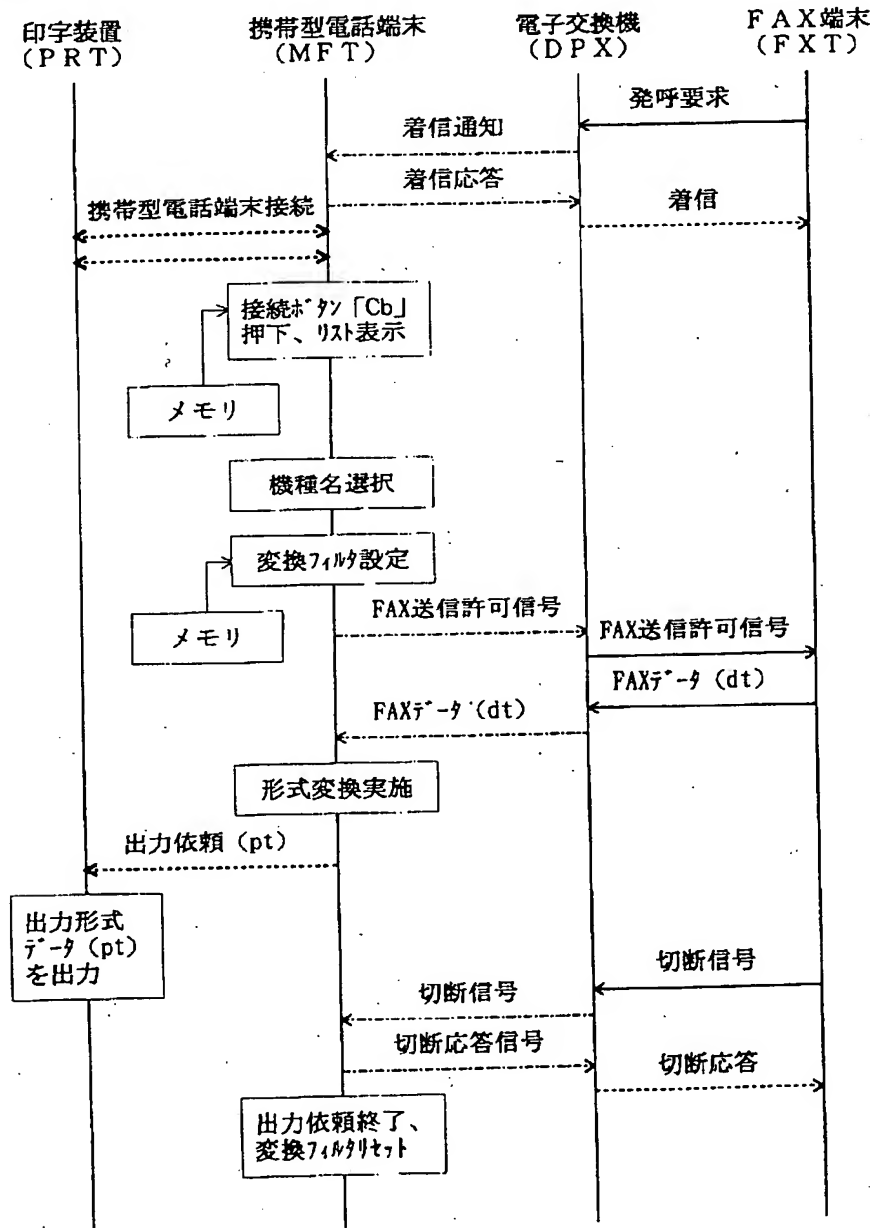 印字装置
(PRT)
携帯型電話端末
(MFT)
電子交換機
(DPX)
FAX端末
(FXT)
発呼要求
着信通知
着信応答
着信
携帯型電話端末接続
接続ﾎﾞﾀﾝ「Cb」
押下、ﾘｽﾄ表示
メモリ
機種名選択
変換ﾌｨﾙﾀ設定
メモリ
FAX送信許可信号
FAX送信許可信号
FAXﾃﾞｰﾀ (dt)
FAXﾃﾞｰﾀ (dt)
形式変換実施
出力依頼 (pt)
出力形式
ﾃﾞｰﾀ (pt)
を出力
切断信号
切断信号
切断応答信号
切断応答
出力依頼終了、
変換ﾌｨﾙﾀﾘｾｯﾄ